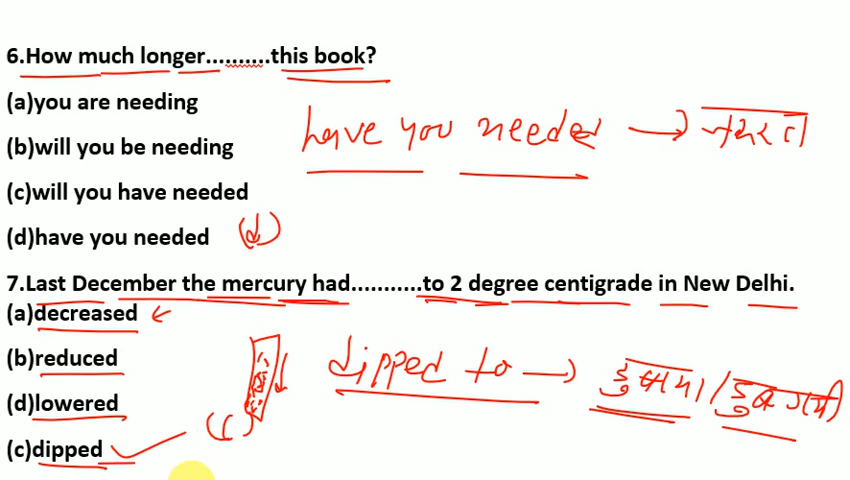 6.How much longer..........this book?
(a)you are needing
have you needed →
(b)will you be needing
(c)will you have needed
(d)have you needed (d)
7.Last December the mercury had...........to 2 degree centigrade in New Delhi.
(a)decreased
(b)reduced
dipped to →
(d)lowered
(c)
(c)dipped